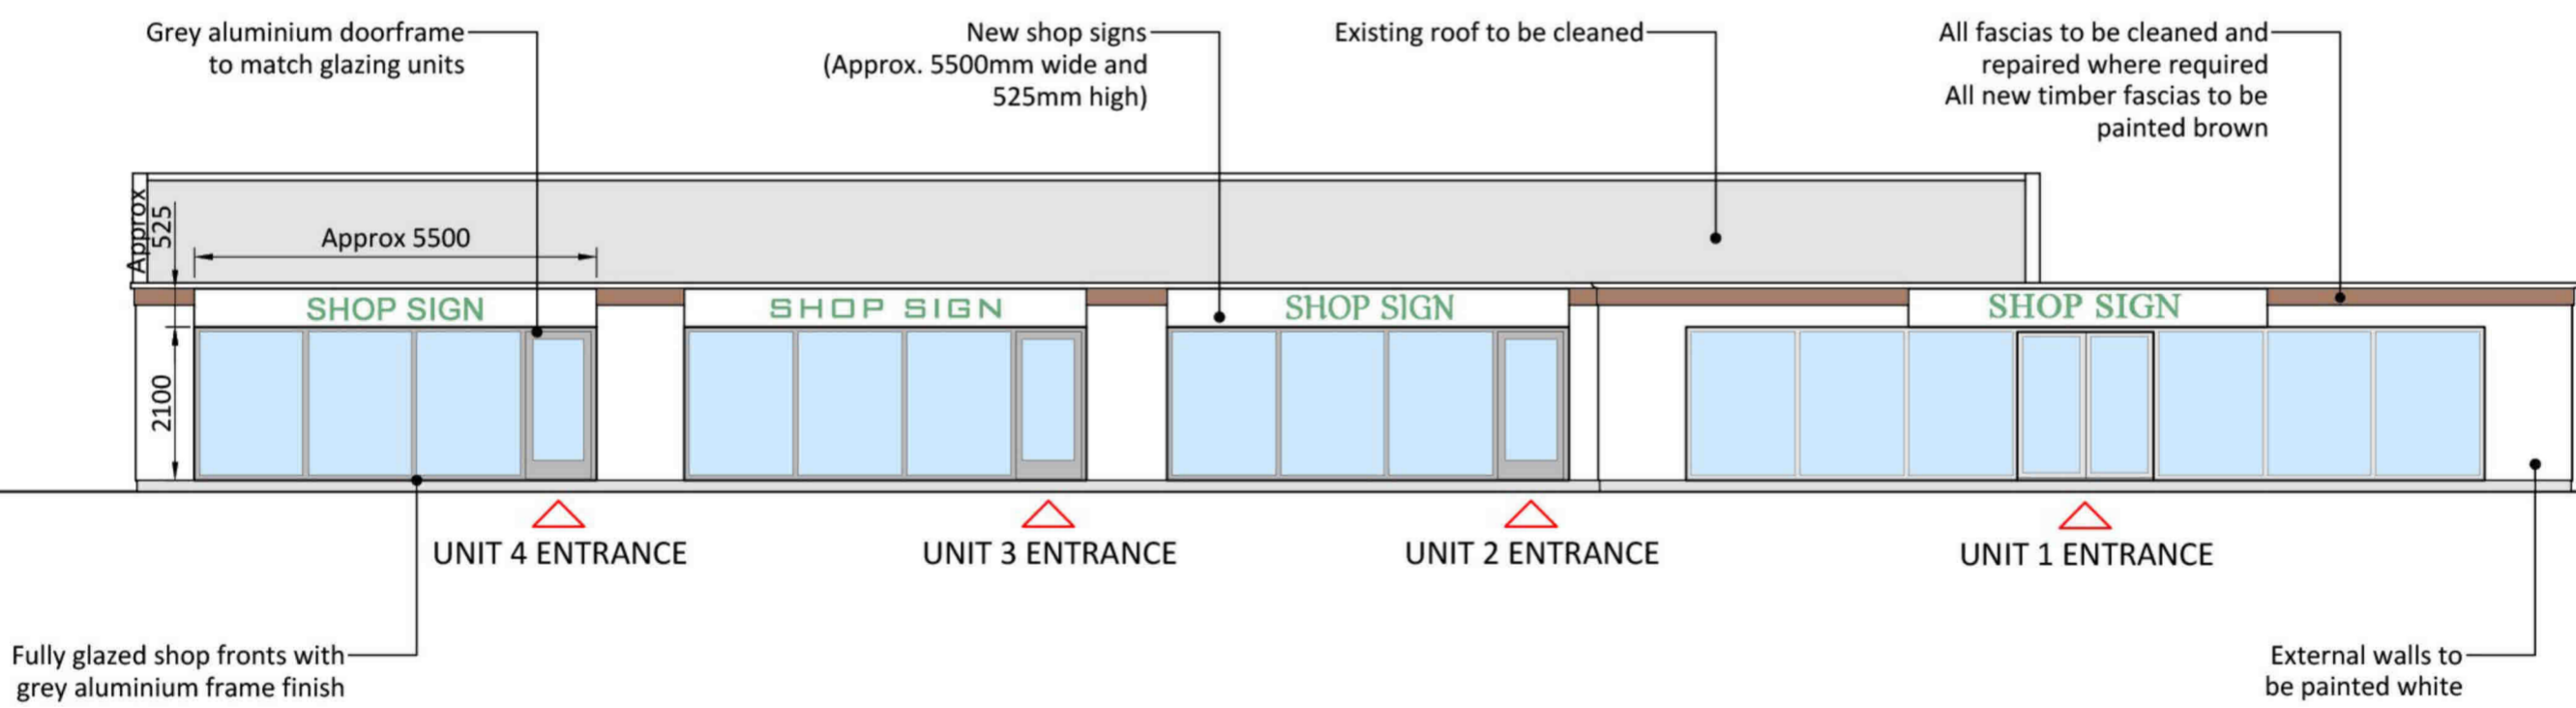 Grey aluminium doorframe
to match glazing units
New shop signs
(Approx. 5500mm wide and
525mm high)
Existing roof to be cleaned
All fascias to be cleaned and
repaired where required
All new timber fascias to be
painted brown
Approx
525
Approx 5500
SHOP SIGN
SHOP SIGN
SHOP SIGN
SHOP SIGN
2100
UNIT 4 ENTRANCE
UNIT 3 ENTRANCE
UNIT 2 ENTRANCE
UNIT 1 ENTRANCE
Fully glazed shop fronts with
grey aluminium frame finish
External walls to
be painted white